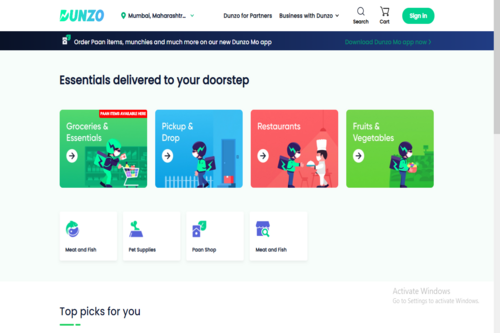 DUNZO
Mumbai, Maharashtr...
Dunzo for Partners
Business with Dunzo
Search
Cart
Sign in
Order Paan items, munchies and much more on our new Dunzo Mo app
Download Dunzo Mo app now >
Essentials delivered to your doorstep
PAAN ITEMS AVAILABLE HERE
Groceries &
Essentials
Pickup &
Drop
Restaurants
Fruits &
Vegetables
Meat and Fish
Pet Supplies
Paan Shop
Meat and Fish
Activate Windows
Go to Settings to activate Windows.
Top picks for you